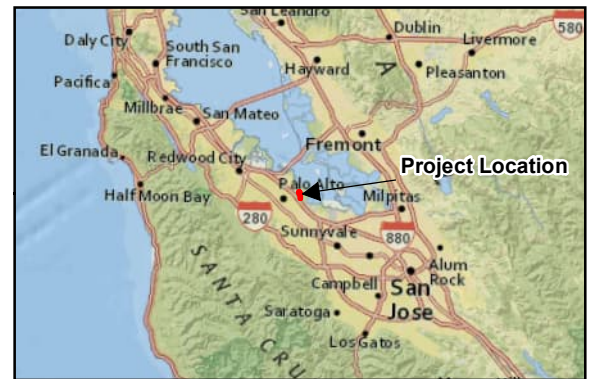 San Leandro
Daly City
South San
Francisco
Dublin
580
Livermore
Hayward
A
Pleasanton
Pacifica
Millbrae
San Mateo
Fremont
El Granada
Redwood City
Project Location
Palo Alto
Half Moon Bay
Milpitas
280
Sunnyvale
880
Alum
Rock
Campbell
San
Jose
Saratoga
Los Gatos
SANTA CRU